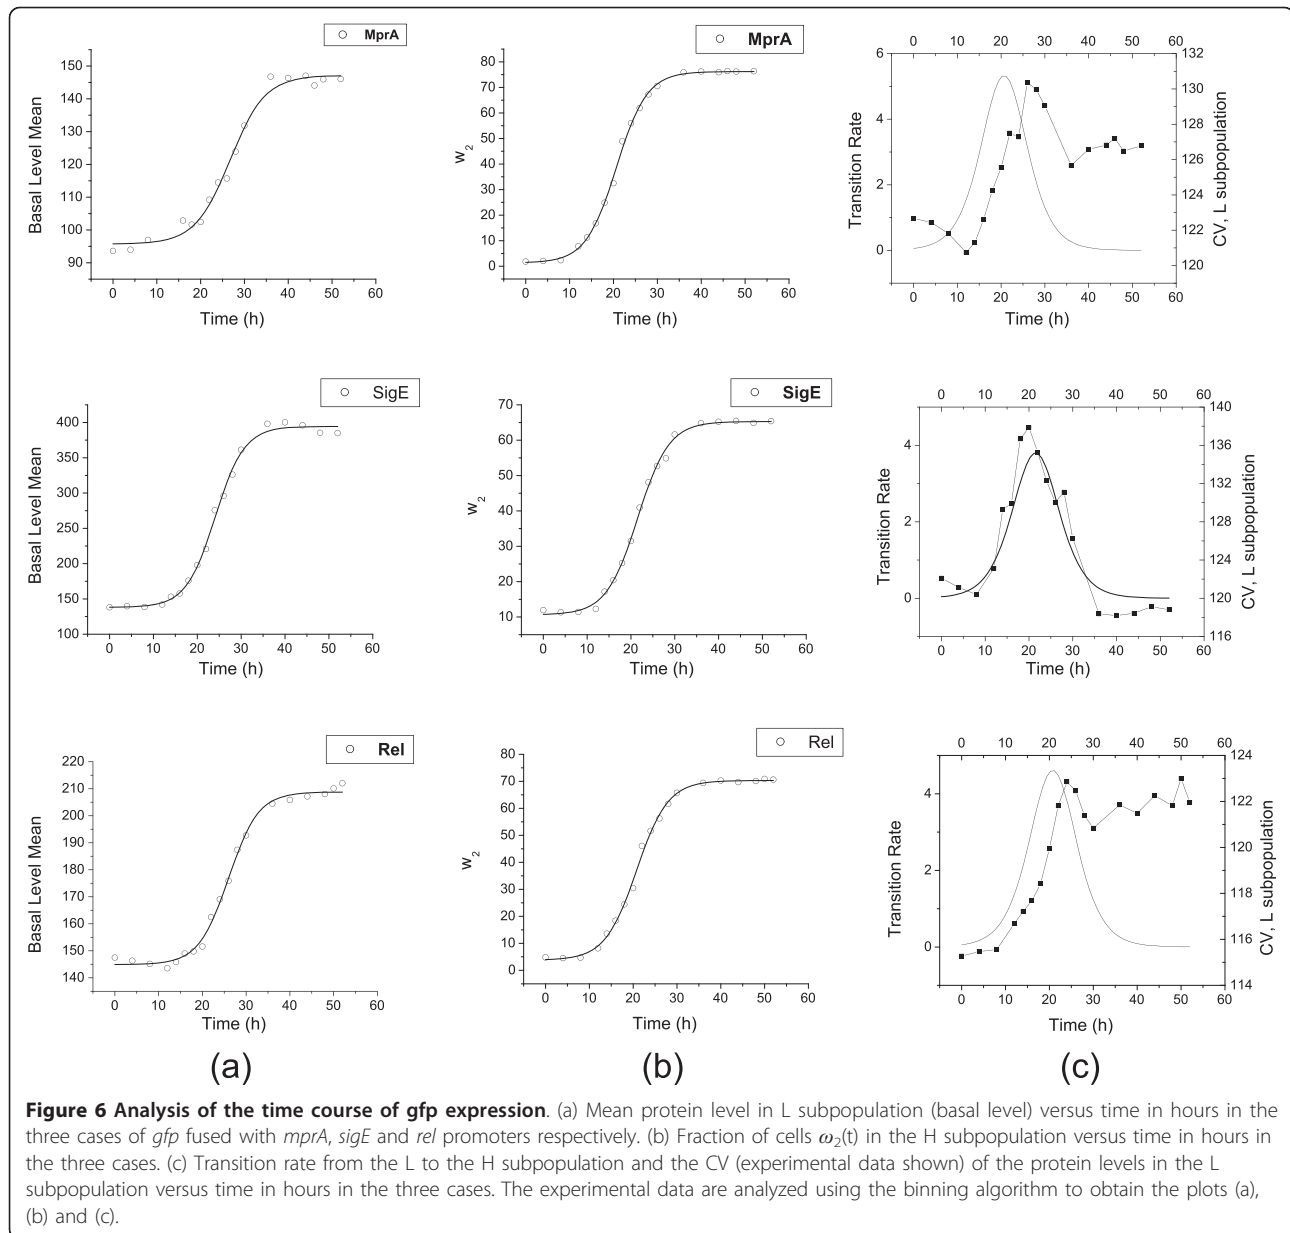 MprA
150
140
130
120
110
100
90
Basal Level Mean
0 10 20 30 40 50 60
Time (h)
MprA
80
70
60
50
40
30
20
10
0
w2
0 10 20 30 40 50 60
Time (h)
0 10 20 30 40 50 60
6
4
2
0
Transition Rate
132
130
128
126
124
122
120
CV, L subpopulation
0 10 20 30 40 50 60
Time (h)
SigE
400
350
300
250
200
150
100
Basal Level Mean
0 10 20 30 40 50 60
Time (h)
SigE
70
60
50
40
30
20
10
w2
0 10 20 30 40 50 60
Time (h)
0 10 20 30 40 50 60
4
2
0
Transition Rate
140
136
132
128
124
120
116
CV, L subpopulation
0 10 20 30 40 50 60
Time (h)
Rel
220
210
200
190
180
170
160
150
140
Basal Level Mean
0 10 20 30 40 50 60
Time (h)
Rel
80
70
60
50
40
30
20
10
0
w2
0 10 20 30 40 50 60
Time (h)
0 10 20 30 40 50 60
4
2
0
Transition Rate
124
122
120
118
116
114
CV, L subpopulation
0 10 20 30 40 50 60
Time (h)
(a) (b) (c)
Figure 6 Analysis of the time course of gfp expression. (a) Mean protein level in L subpopulation (basal level) versus time in hours in the
three cases of gfp fused with mprA, sigE and rel promoters respectively. (b) Fraction of cells ω2(t) in the H subpopulation versus time in hours in
the three cases. (c) Transition rate from the L to the H subpopulation and the CV (experimental data shown) of the protein levels in the L
subpopulation versus time in hours in the three cases. The experimental data are analyzed using the binning algorithm to obtain the plots (a),
(b) and (c).